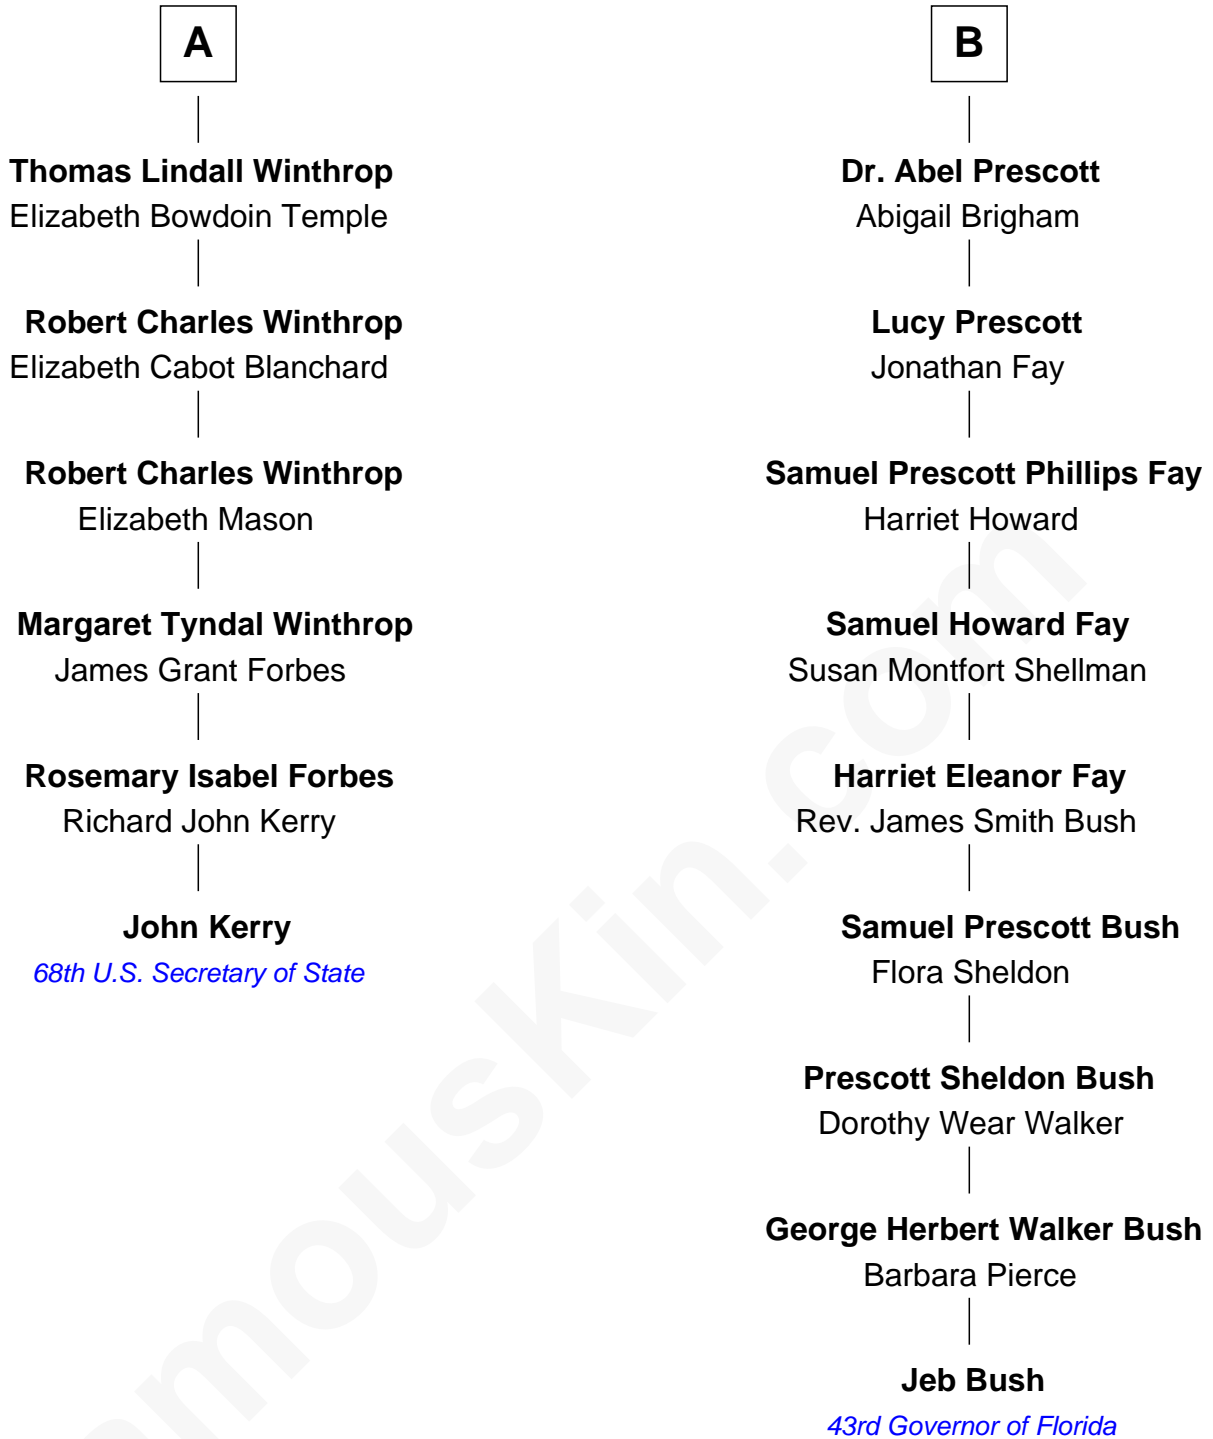 A
Thomas Lindall Winthrop
Elizabeth Bowdoin Temple
Robert Charles Winthrop
Elizabeth Cabot Blanchard
Robert Charles Winthrop
Elizabeth Mason
Margaret Tyndal Winthrop
James Grant Forbes
Rosemary Isabel Forbes
Richard John Kerry
John Kerry
68th U.S. Secretary of State
B
Dr. Abel Prescott
Abigail Brigham
Lucy Prescott
Jonathan Fay
Samuel Prescott Phillips Fay
Harriet Howard
Samuel Howard Fay
Susan Montfort Shellman
Harriet Eleanor Fay
Rev. James Smith Bush
Samuel Prescott Bush
Flora Sheldon
Prescott Sheldon Bush
Dorothy Wear Walker
George Herbert Walker Bush
Barbara Pierce
Jeb Bush
43rd Governor of Florida
amousKin.com